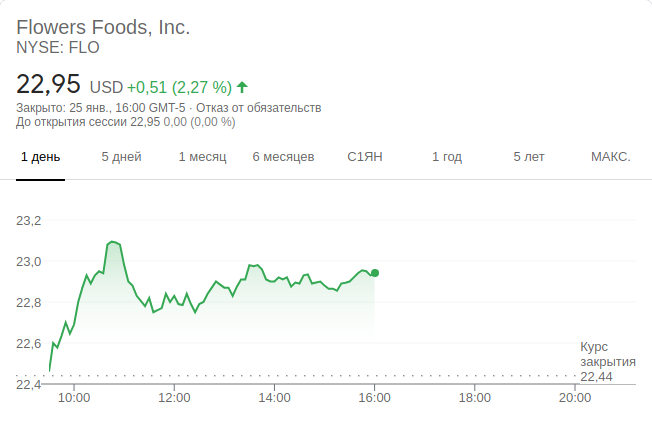 Flowers Foods, Inc.
NYSE: FLO
22,95 USD +0,51 (2,27 %)
Закрыто: 25 янв., 16:00 GMT-5 · Отказ от обязательств
До открытия сессии 22,95 0,00 (0,00 %)
1 день 5 дней 1 месяц 6 месяцев С1ЯН 1 год 5 лет МАКС.
23,2
23,0
22,8
22,6
22,4
Курс
закрытия
22,44
10:00 12:00 14:00 16:00 18:00 20:00